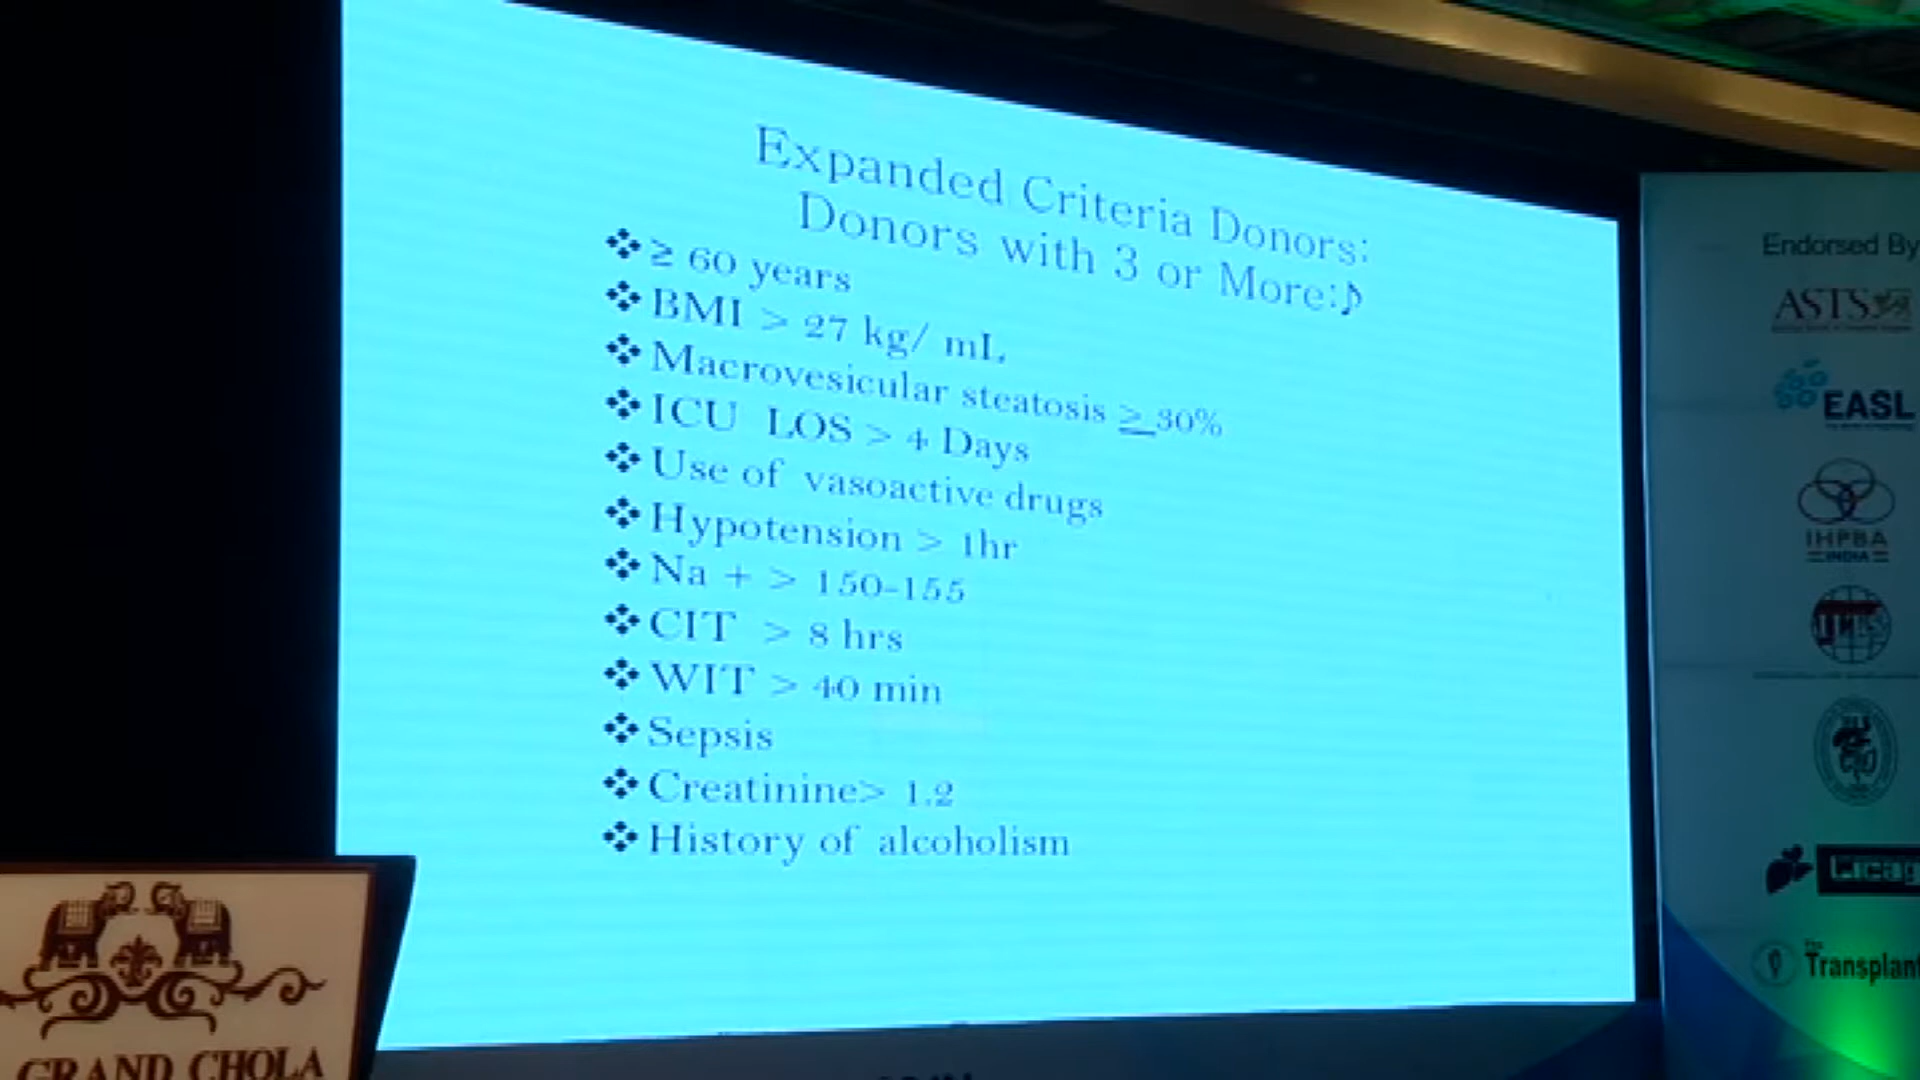 Expanded Criteria Donors:
Donors with 3 or More:♪
❖≥ 60 years
❖BMI > 27 kg/ mL
❖Macrovesicular steatosis ≥ 30%
❖ICU LOS > 4 Days
❖Use of vasoactive drugs
❖Hypotension > 1hr
❖Na + > 150-155
❖CIT > 8 hrs
❖WIT > 40 min
❖Sepsis
❖Creatinine> 1.2
❖History of alcoholism
Endorsed By
ASTS
EASL
IHPBA
INDIA
The
Transplant
GRAND CHOLA